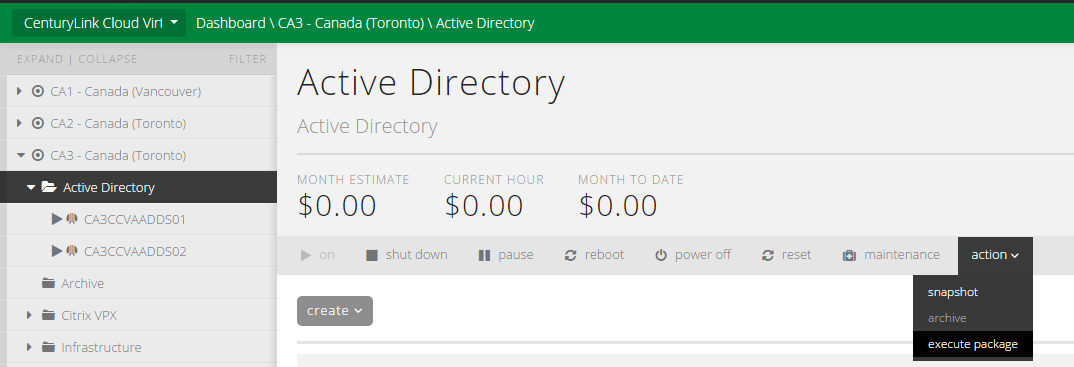 CenturyLink Cloud Virt
Dashboard \ CA3 - Canada (Toronto) \ Active Directory
EXPAND | COLLAPSE FILTER
CA1 - Canada (Vancouver)
CA2 - Canada (Toronto)
CA3 - Canada (Toronto)
Active Directory
CA3CCVAADDS01
CA3CCVAADDS02
Archive
Citrix VPX
Infrastructure
Active Directory
Active Directory
MONTH ESTIMATE CURRENT HOUR MONTH TO DATE
$0.00 $0.00 $0.00
on shut down pause reboot power off reset maintenance action
snapshot
archive
execute package
create